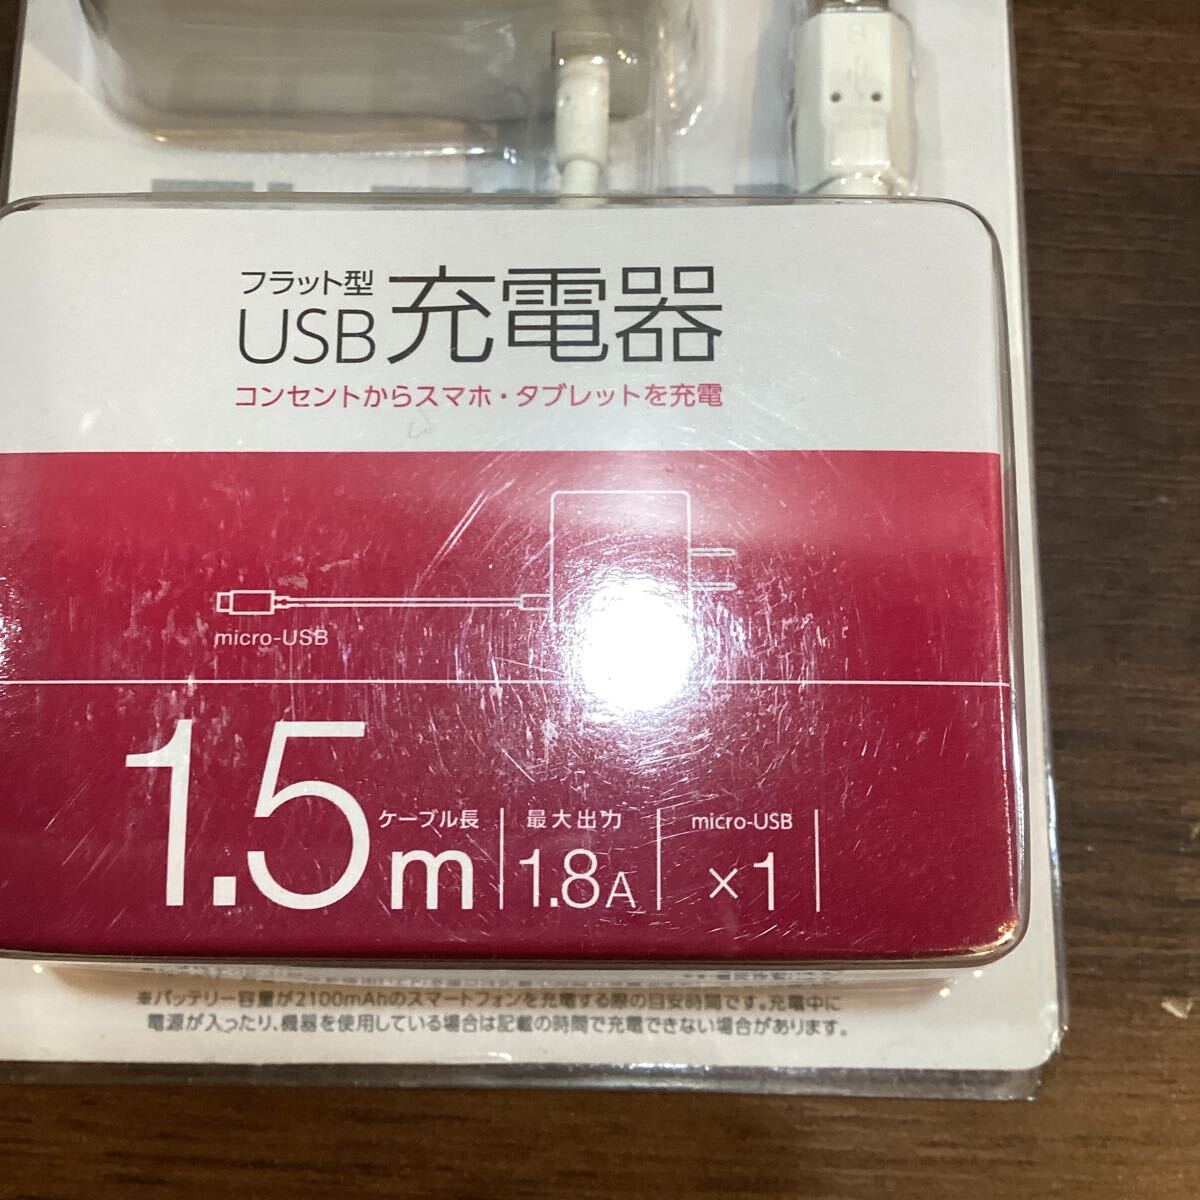 フラット型
USB充電器
コンセントからスマホ・タブレットを充電
micro-USB
1.5m ケーブル長
最大出力 1.8A
micro-USB ×1
※バッテリー容量が2100mAhのスマートフォンを充電する際の目安時間です。充電中に
電源が入ったり、機器を使用している場合は記載の時間で充電できない場合があります。